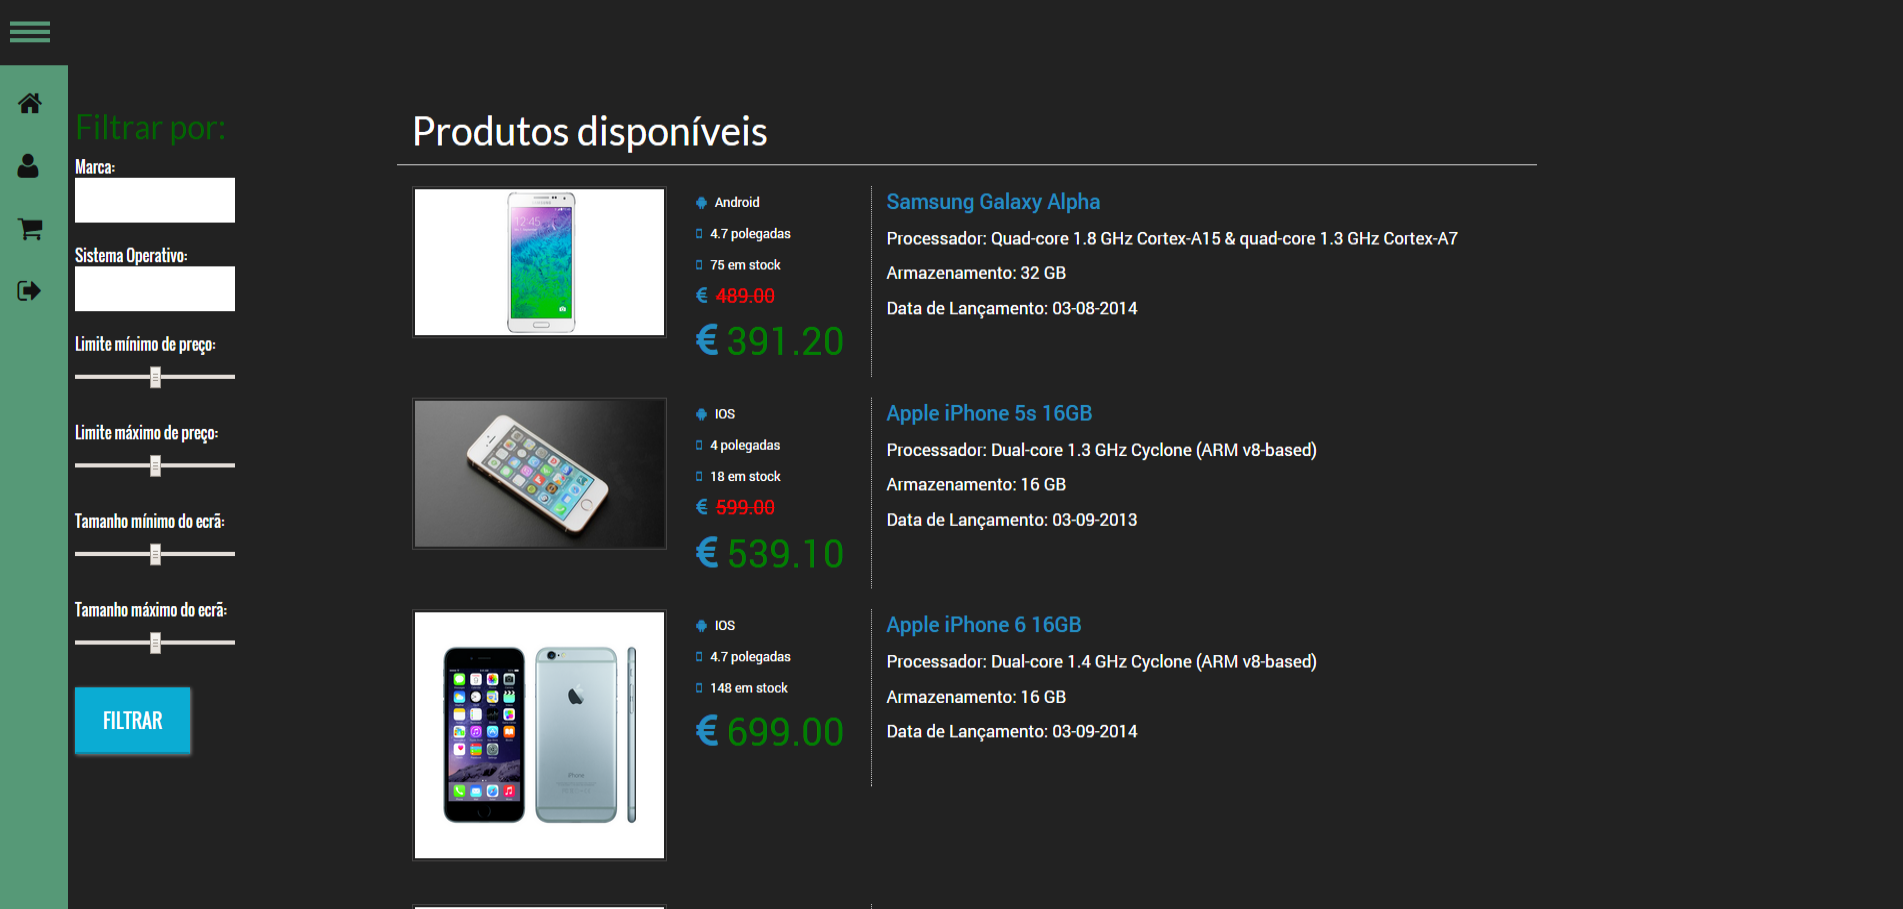 Filtrar por:
Marca:
Sistema Operativo:
Limite mínimo de preço:
Limite máximo de preço:
Tamanho mínimo do ecrã:
Tamanho máximo do ecrã:
FILTRAR
Produtos disponíveis
Android
4.7 polegadas
75 em stock
€ 489.00
€ 391.20
Samsung Galaxy Alpha
Processador: Quad-core 1.8 GHz Cortex-A15 & quad-core 1.3 GHz Cortex-A7
Armazenamento: 32 GB
Data de Lançamento: 03-08-2014
12:45
IOS
4 polegadas
18 em stock
€ 599.00
€ 539.10
Apple iPhone 5s 16GB
Processador: Dual-core 1.3 GHz Cyclone (ARM v8-based)
Armazenamento: 16 GB
Data de Lançamento: 03-09-2013
IOS
4.7 polegadas
148 em stock
€ 699.00
Apple iPhone 6 16GB
Processador: Dual-core 1.4 GHz Cyclone (ARM v8-based)
Armazenamento: 16 GB
Data de Lançamento: 03-09-2014
iPhone